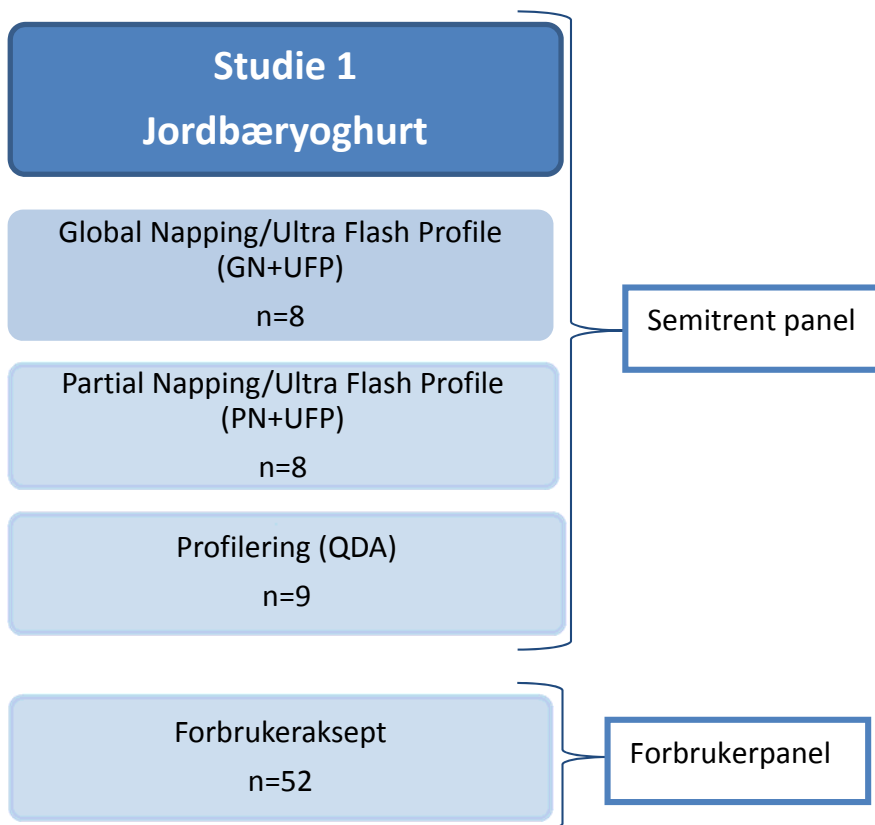 Studie 1
Jordbæryoghurt
Global Napping/Ultra Flash Profile
(GN+UFP)
n=8
Partial Napping/Ultra Flash Profile
(PN+UFP)
n=8
Profilering (QDA)
n=9
Semitrent panel
Forbrukeraksept
n=52
Forbrukerpanel